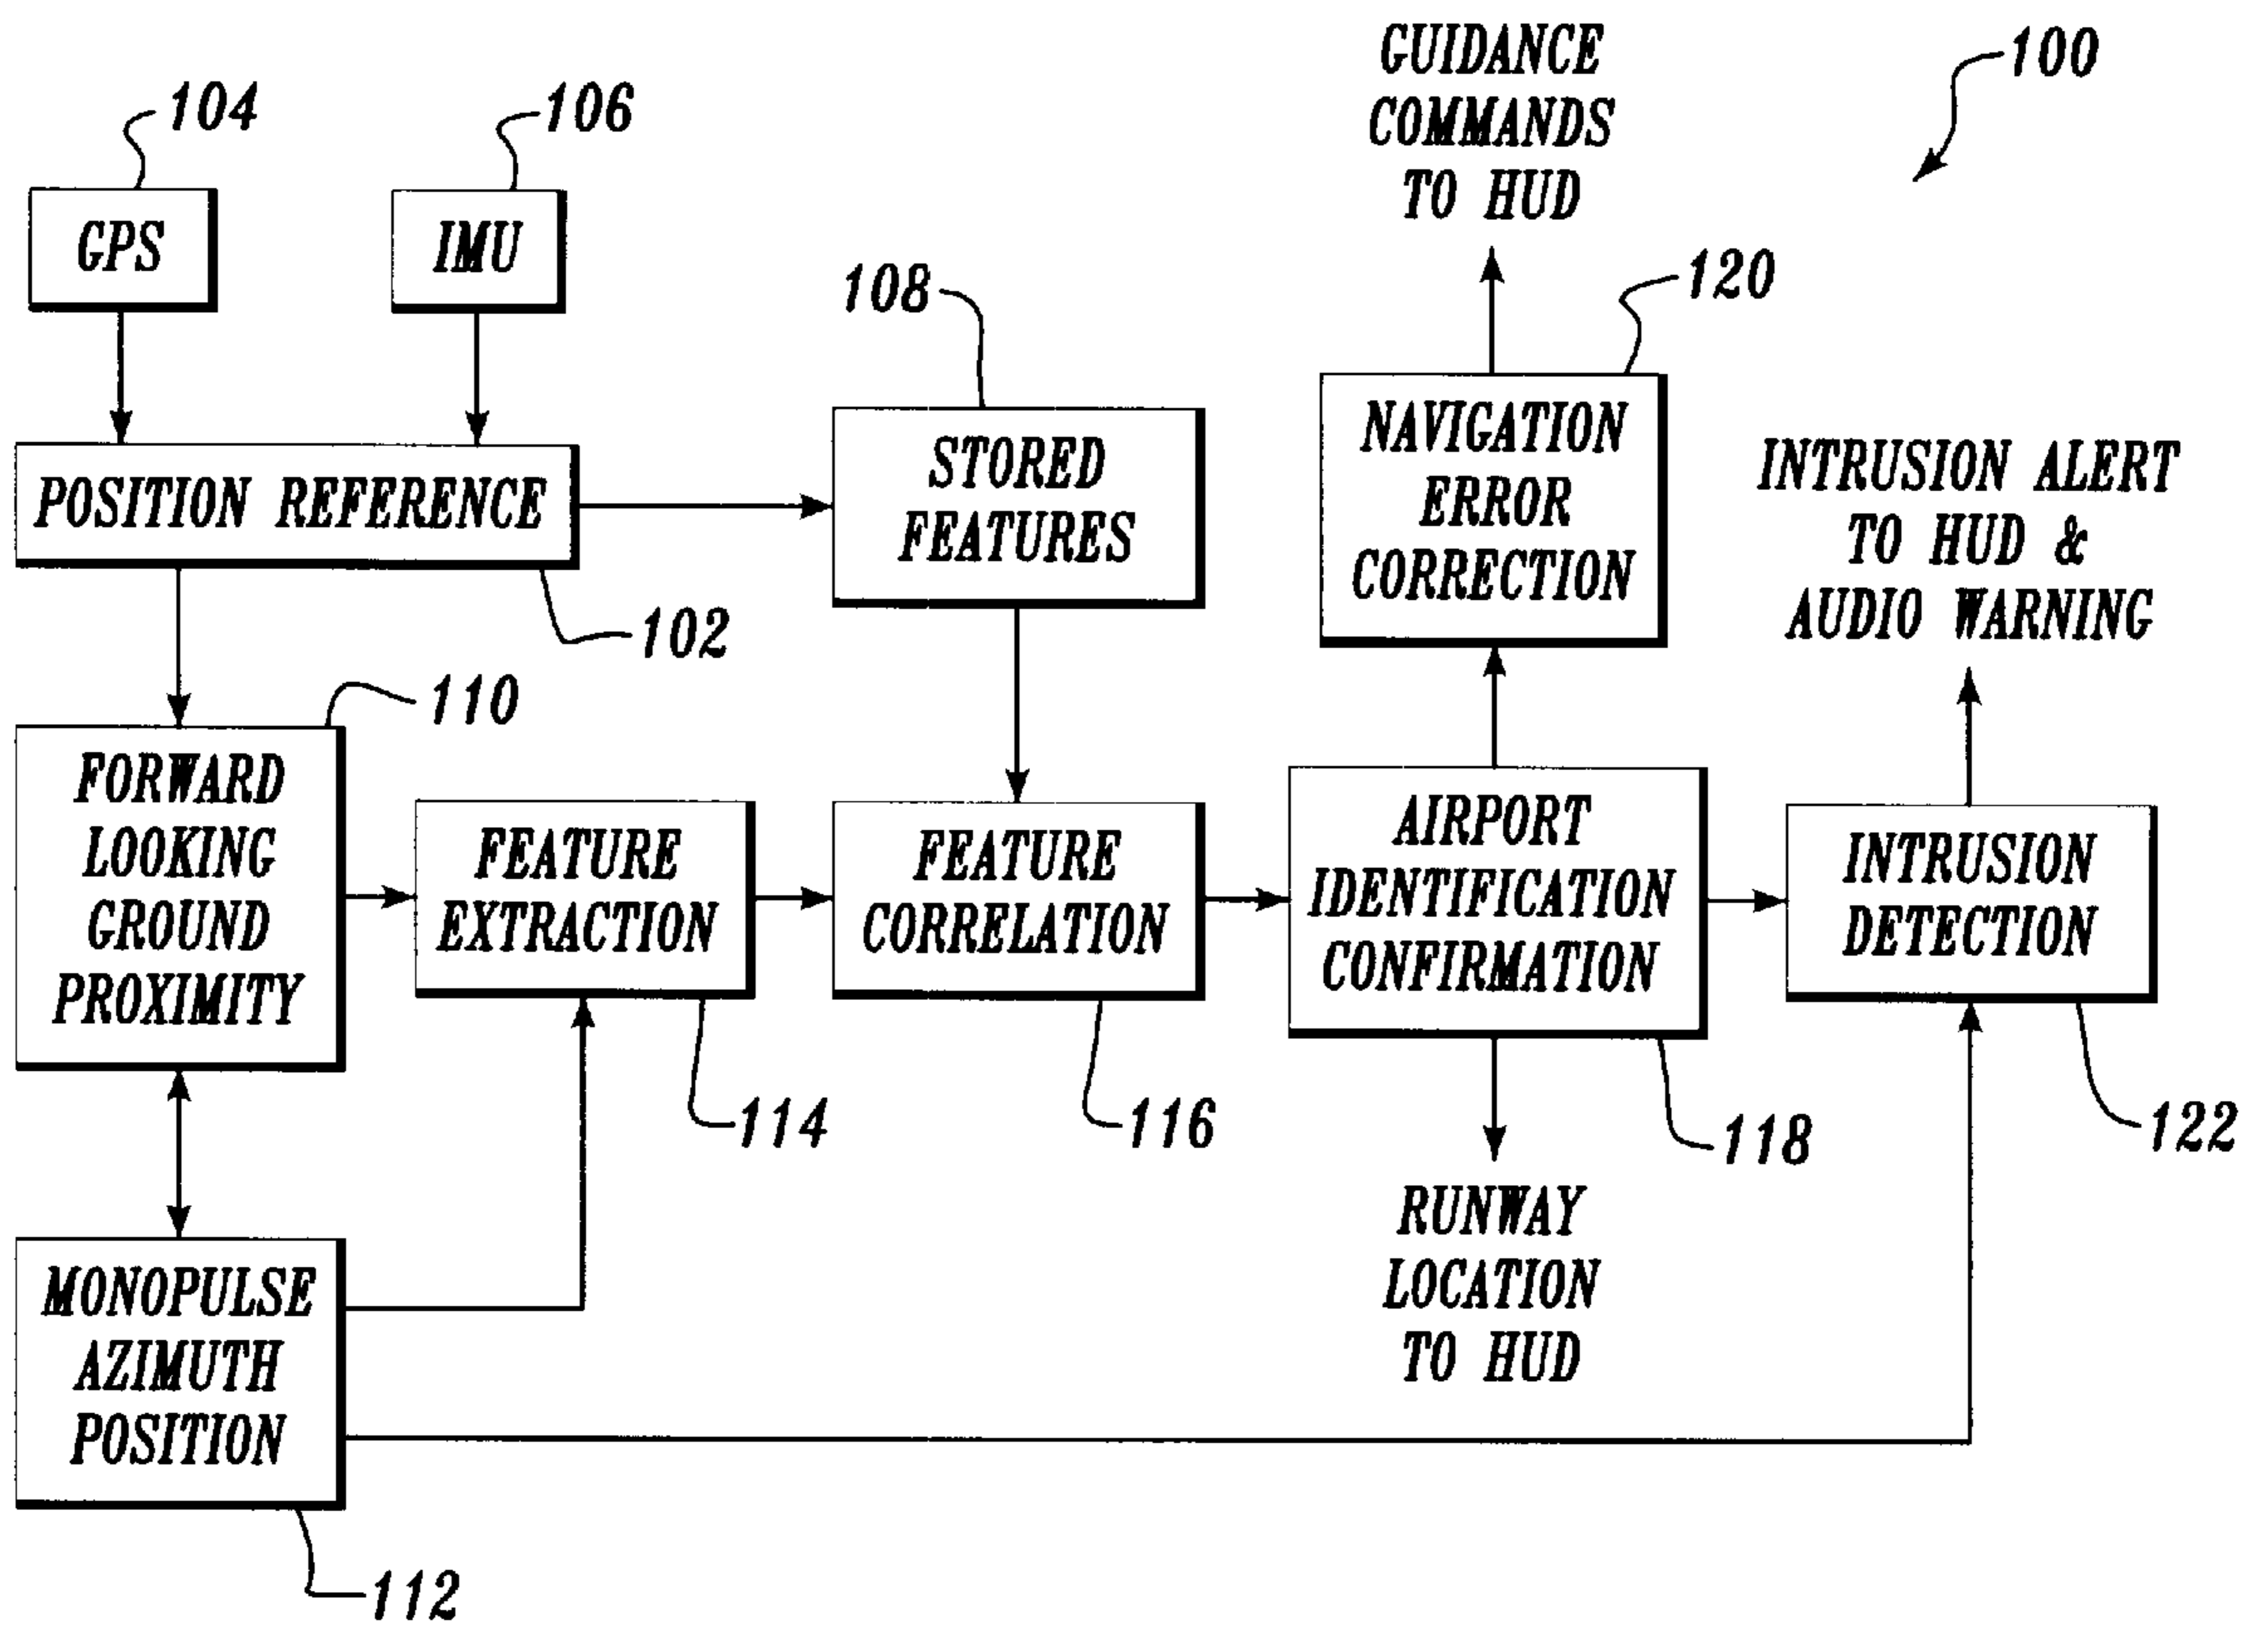 GUIDANCE
COMMANDS
TO HUD
100
104
106
GPS
IMU
108
120
STORED
FEATURES
NAVIGATION
ERROR
CORRECTION
INTRUSION ALERT
TO HUD &
AUDIO WARNING
POSITION REFERENCE
102
110
FORWARD
LOOKING
GROUND
PROXIMITY
FEATURE
EXTRACTION
FEATURE
CORRELATION
AIRPORT
IDENTIFICATION
CONFIRMATION
INTRUSION
DETECTION
114
116
118
122
RUNWAY
LOCATION
TO HUD
MONOPULSE
AZIMUTH
POSITION
112